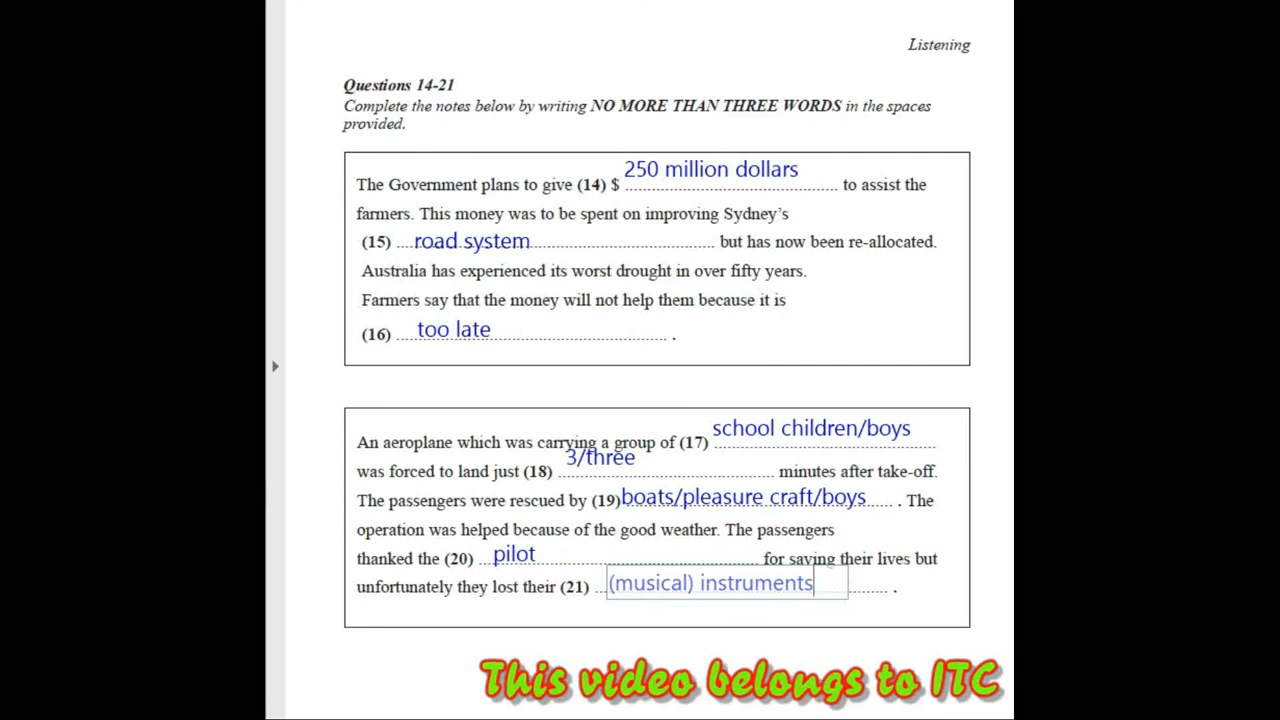 Listening
Questions 14-21
Complete the notes below by writing NO MORE THAN THREE WORDS in the spaces
provided.
250 million dollars
The Government plans to give (14) $ ........................ to assist the
farmers. This money was to be spent on improving Sydney's
(15) .... road system ........................ but has now been re-allocated.
Australia has experienced its worst drought in over fifty years.
Farmers say that the money will not help them because it is
(16) .... too late ........................ .
school children/boys
An aeroplane which was carrying a group of (17) ........................
3/three
was forced to land just (18) ........................ minutes after take-off.
The passengers were rescued by (19) boats/pleasure craft/boys ...... . The
operation was helped because of the good weather. The passengers
thanked the (20) ... pilot ........................ for saving their lives but
unfortunately they lost their (21) ... (musical) instruments ........ .
This video belongs to ITC